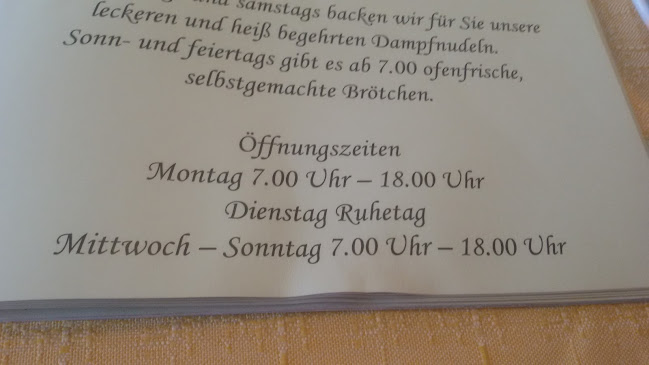 samstags backen wir für Sie unsere
leckeren und heiß begehrten Dampfnudeln.
Sonn- und feiertags gibt es ab 7.00 ofenfrische,
selbstgemachte Brötchen.
Öffnungszeiten
Montag 7.00 Uhr – 18.00 Uhr
Dienstag Ruhetag
Mittwoch – Sonntag 7.00 Uhr – 18.00 Uhr